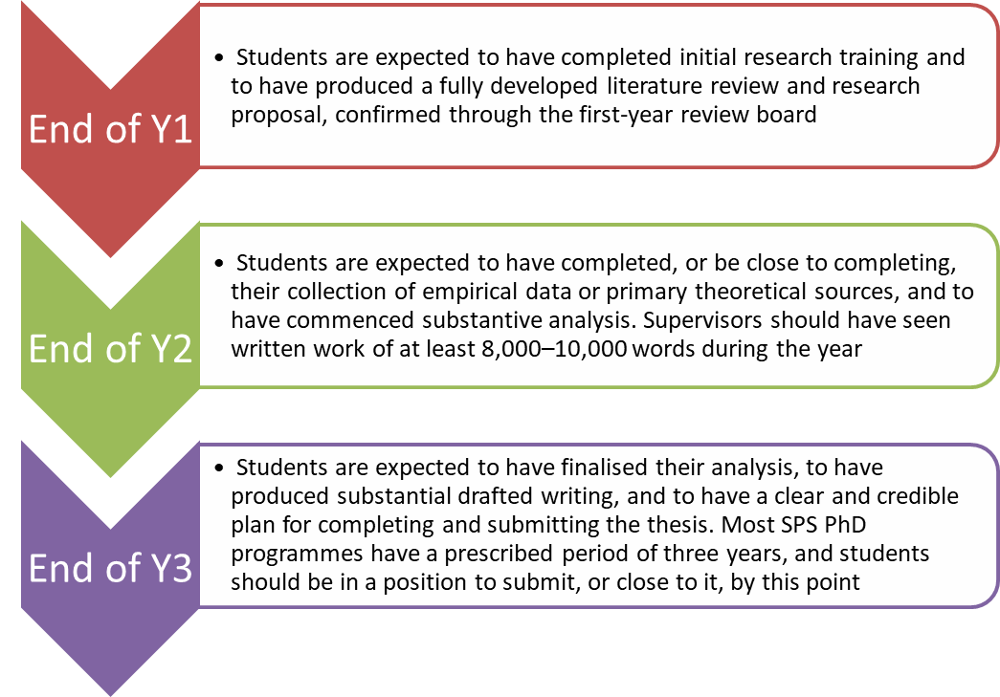 End of Y1
• Students are expected to have completed initial research training and
to have produced a fully developed literature review and research
proposal, confirmed through the first-year review board
End of Y2
• Students are expected to have completed, or be close to completing,
their collection of empirical data or primary theoretical sources, and to
have commenced substantive analysis. Supervisors should have seen
written work of at least 8,000–10,000 words during the year
End of Y3
• Students are expected to have finalised their analysis, to have
produced substantial drafted writing, and to have a clear and credible
plan for completing and submitting the thesis. Most SPS PhD
programmes have a prescribed period of three years, and students
should be in a position to submit, or close to it, by this point